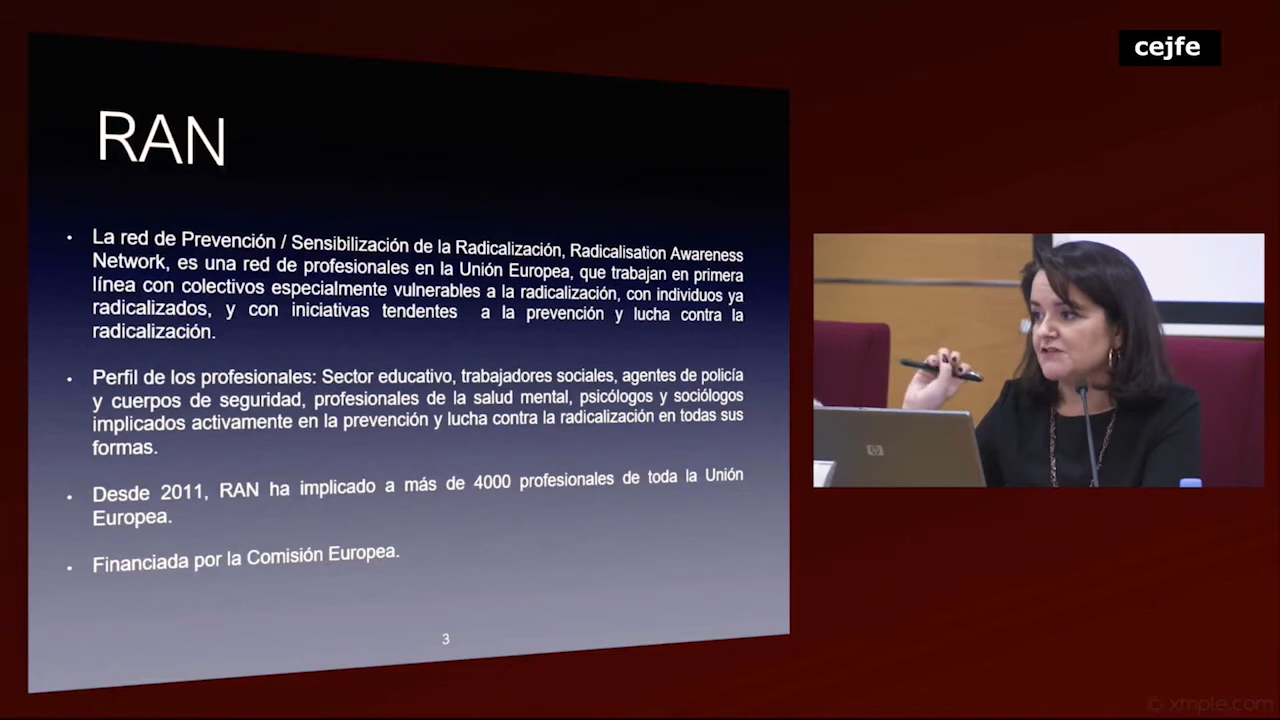 cejfe
RAN
• La red de Prevención / Sensibilización de la Radicalización, Radicalisation Awareness
Network, es una red de profesionales en la Unión Europea, que trabajan en primera
línea con colectivos especialmente vulnerables a la radicalización, con individuos ya
radicalizados, y con iniciativas tendentes a la prevención y lucha contra la
radicalización.
• Perfil de los profesionales: Sector educativo, trabajadores sociales, agentes de policía
y cuerpos de seguridad, profesionales de la salud mental, psicólogos y sociólogos
implicados activamente en la prevención y lucha contra la radicalización en todas sus
formas.
• Desde 2011, RAN ha implicado a más de 4000 profesionales de toda la Unión
Europea.
• Financiada por la Comisión Europea.
3
hp
© xmple.com